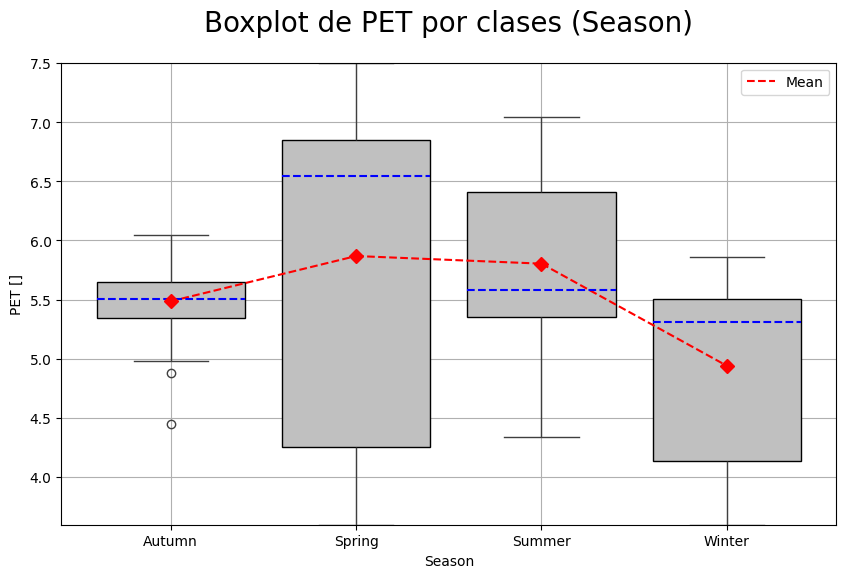 Boxplot de PET por clases (Season)
Mean
7.5
7.0
6.5
6.0
5.5
5.0
4.5
4.0
PET []
Autumn Spring Summer Winter
Season